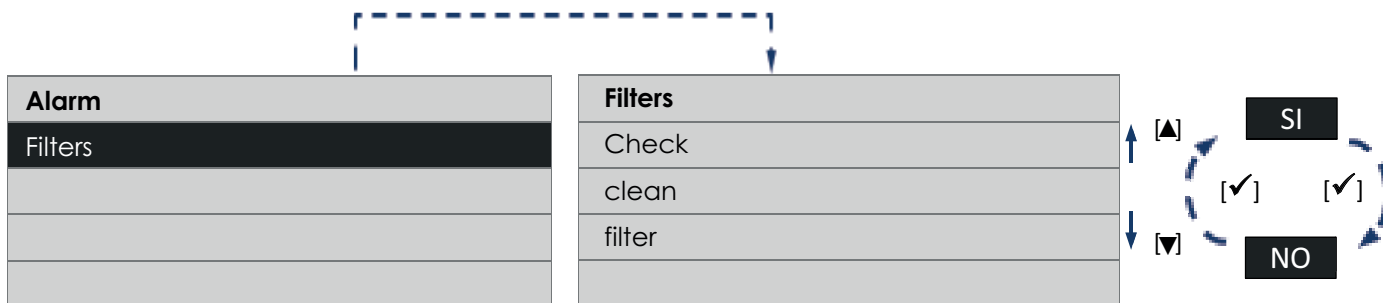 Alarm
Filters
Filters
Check
clean
filter
[▲]
[▼]
SI
[✓] [✓]
NO